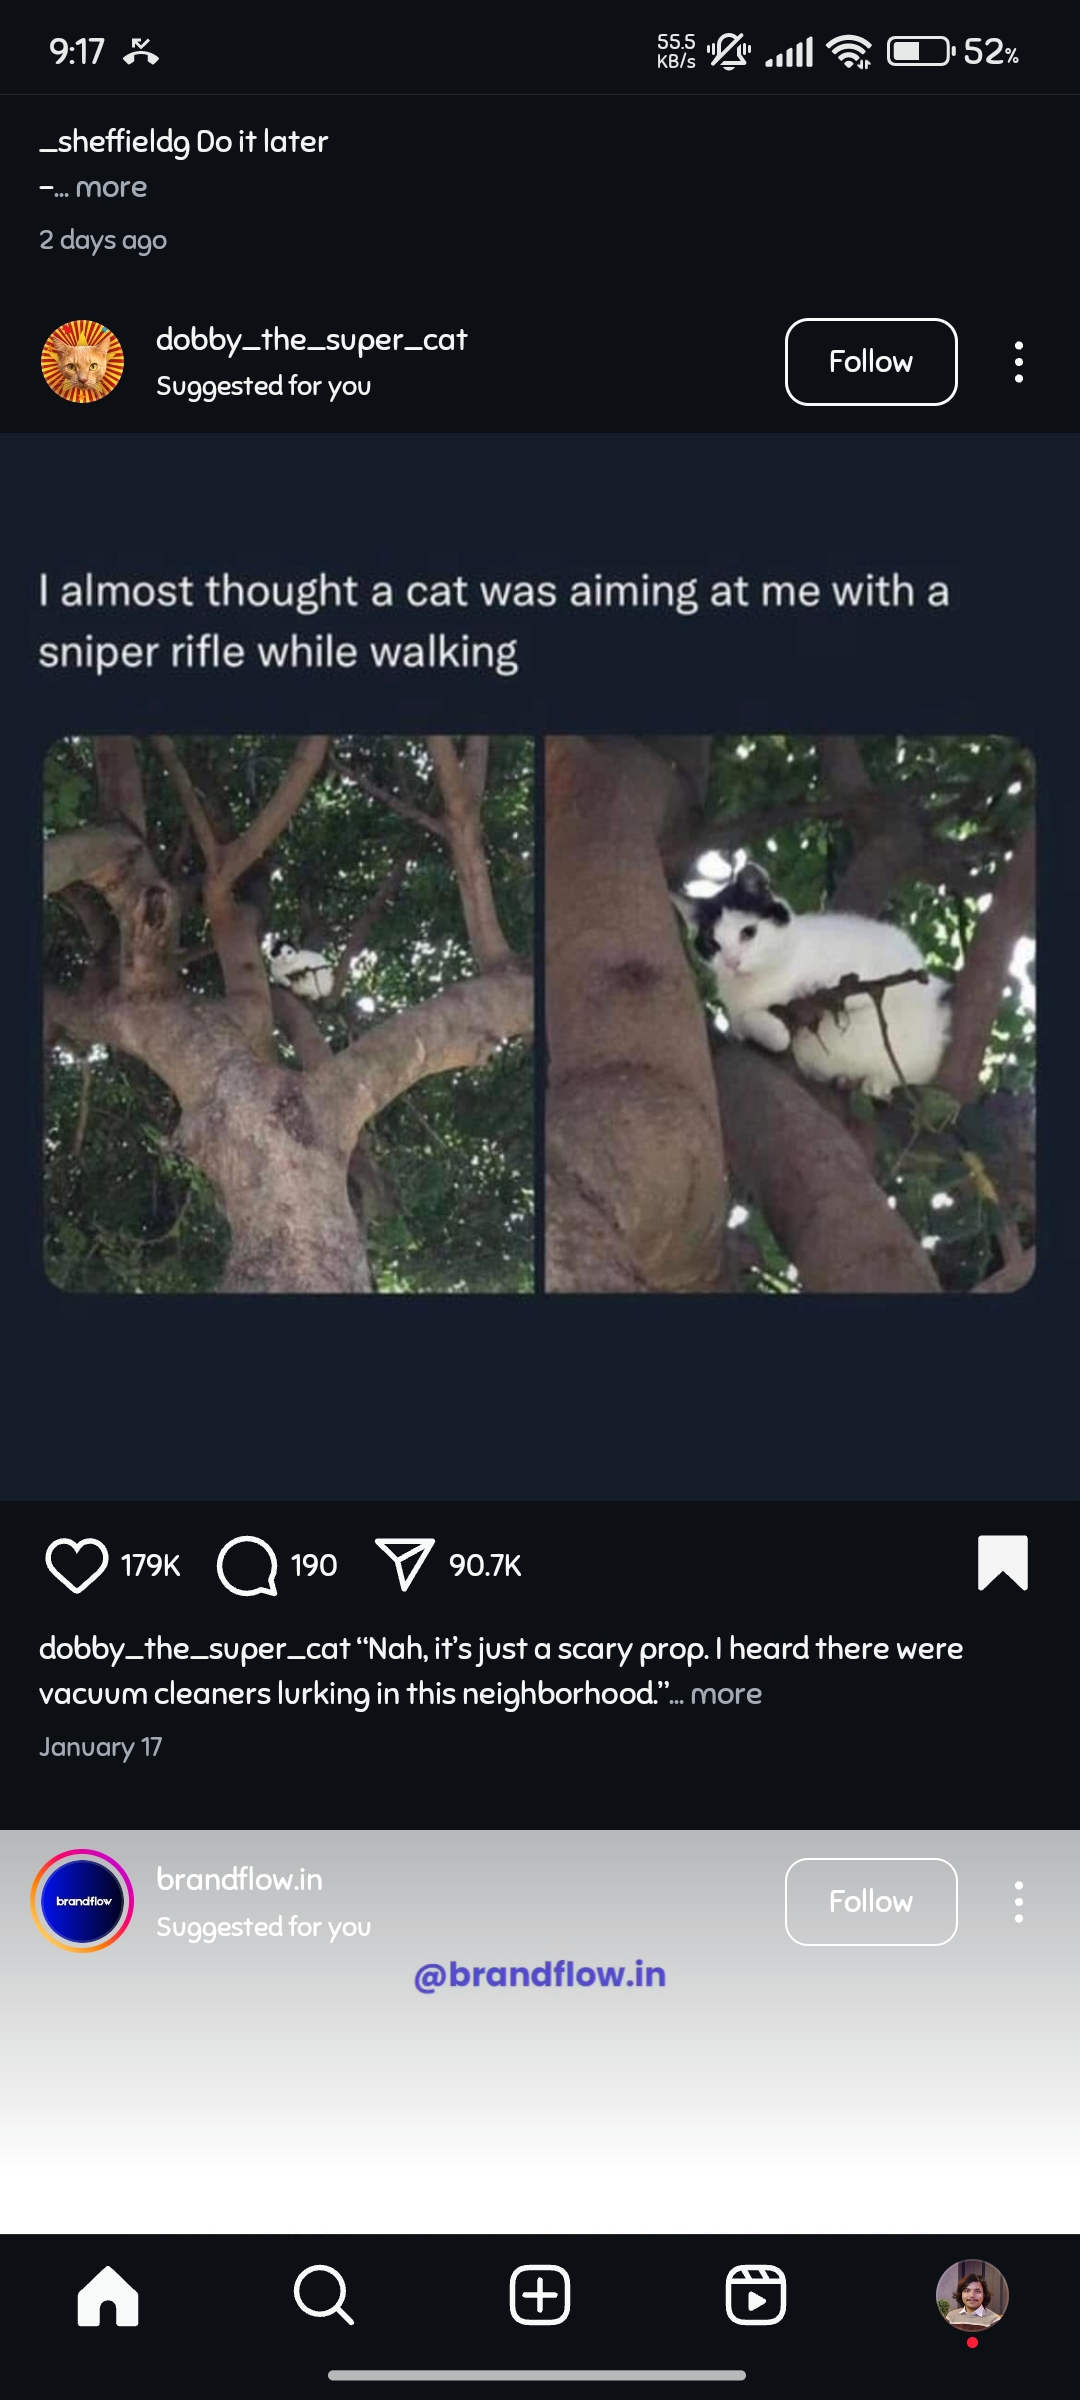 9:17
55.5
KB/s
52%
_sheffieldg Do it later
–... more
2 days ago
dobby_the_super_cat
Suggested for you
Follow
I almost thought a cat was aiming at me with a
sniper rifle while walking
179K
190
90.7K
dobby_the_super_cat “Nah, it’s just a scary prop. I heard there were
vacuum cleaners lurking in this neighborhood.”... more
January 17
brandflow
brandflow.in
Suggested for you
Follow
@brandflow.in